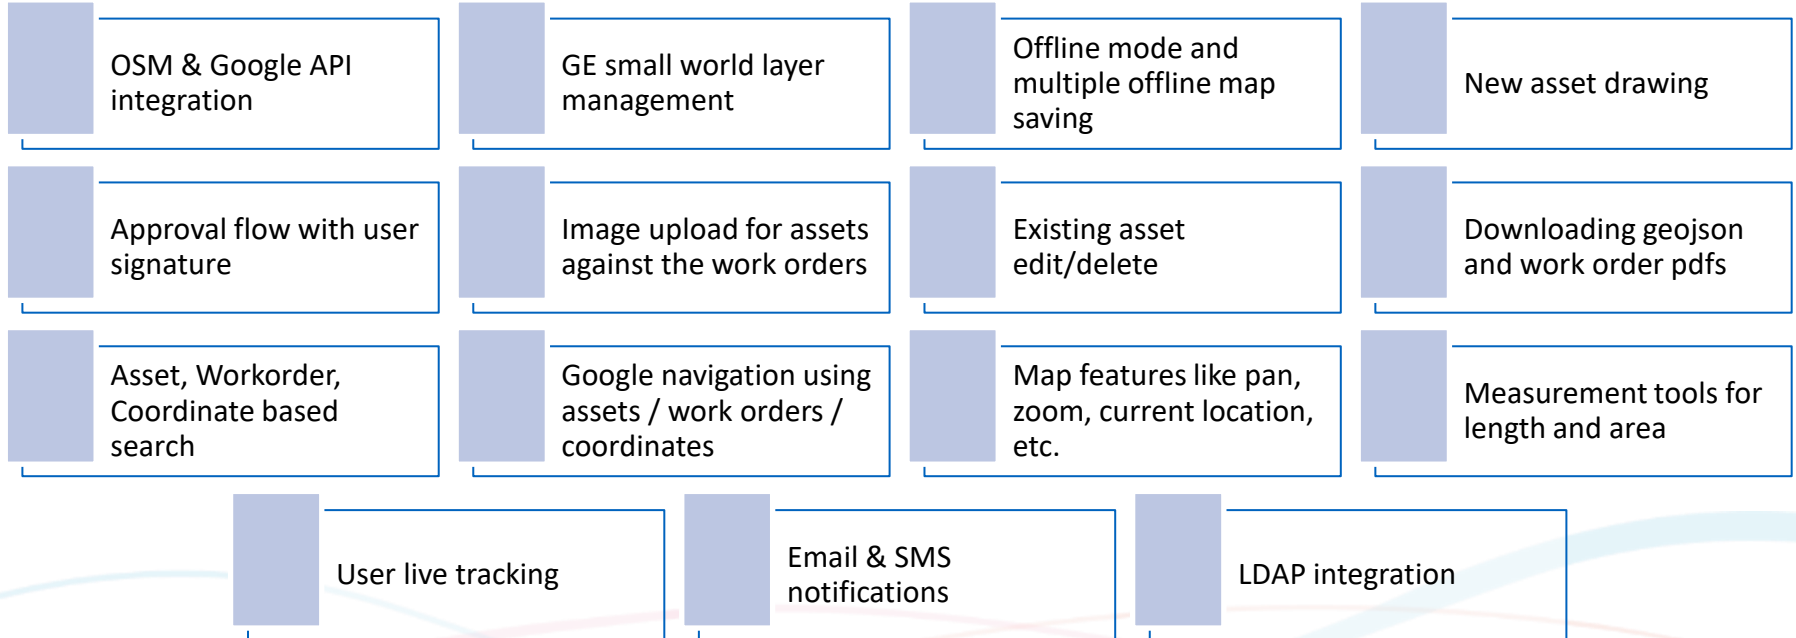 OSM & Google API
integration
GE small world layer
management
Offline mode and
multiple offline map
saving
New asset drawing
Approval flow with user
signature
Image upload for assets
against the work orders
Existing asset
edit/delete
Downloading geojson
and work order pdfs
Asset, Workorder,
Coordinate based
search
Google navigation using
assets / work orders /
coordinates
Map features like pan,
zoom, current location,
etc.
Measurement tools for
length and area
User live tracking
Email & SMS
notifications
LDAP integration